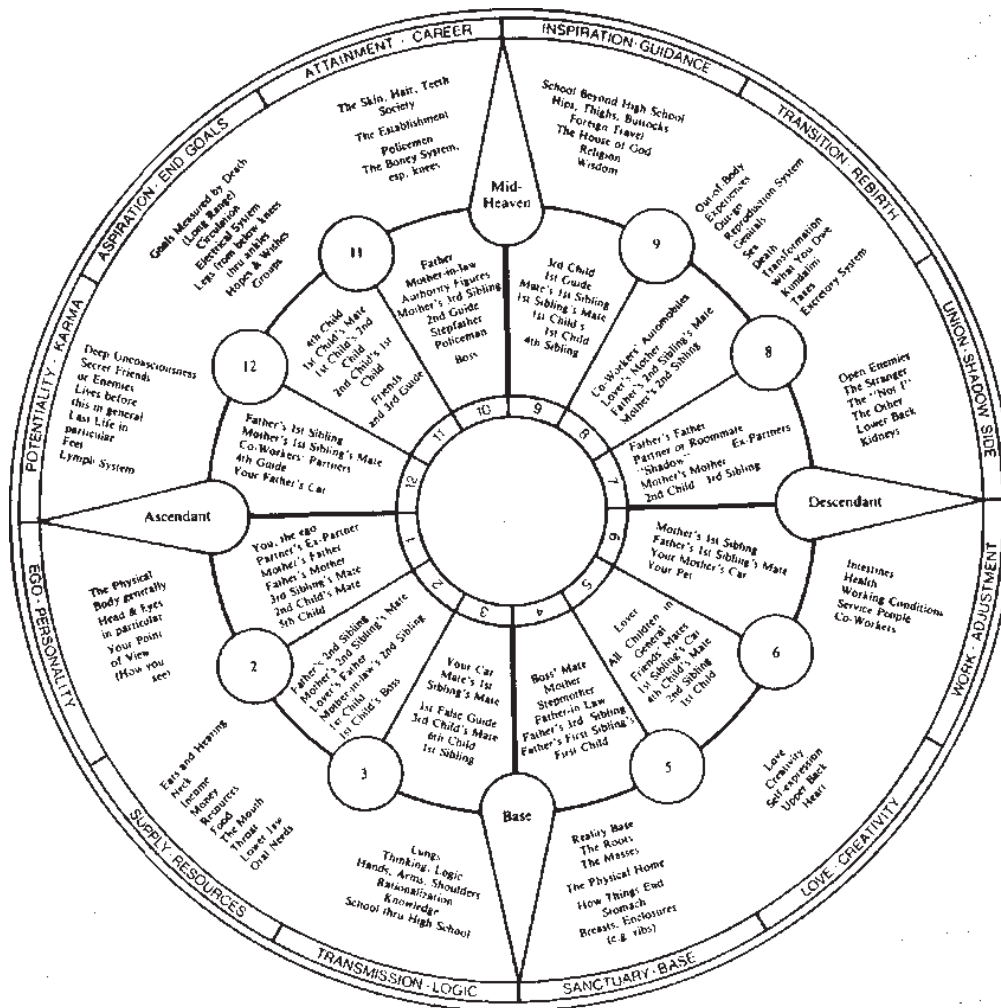 ATTAINMENT · CAREER
INSPIRATION · GUIDANCE
TRANSITION · REBIRTH
UNION · SHADOW SIDE
WORK · ADJUSTMENT
LOVE · CREATIVITY
SANCTUARY · BASE
TRANSMISSION · LOGIC
SUPPLY · RESOURCES
EGO · PERSONALITY
POTENTIALITY · KARMA
ASPIRATION · END GOALS
The Skin, Hair, Teeth
Society
The Establishment
Policemen
The Boney System,
esp. knees
School Beyond High School
Hips, Thighs, Buttocks
Foreign Travel
The House of God
Religion
Wisdom
Out-of-Body
Experiences
Out-go
Reproduction System
Genitals
Sex
Death
Transformation
What You Owe
Kundalini
Taxes
Excretory System
Open Enemies
The Stranger
The "Not I"
The Other
Lower Back
Kidneys
Intestines
Health
Working Conditions
Service People
Co-Workers
Love
Creativity
Self-expression
Upper Back
Heart
Reality Base
The Roots
The Masses
The Physical Home
How Things End
Stomach
Breasts, Enclosures
(e.g. ribs)
Lungs
Thinking, Logic
Hands, Arms, Shoulders
Rationalization
Knowledge
School thru High School
Ears and Hearing
Neck
Income
Money
Resources
Food
The Mouth
Throat
Lower Jaw
Oral Needs
The Physical
Body generally
Head & Eyes
in particular
Your Point
of View
(How you
see)
Deep Unconsciousness
Secret Friends
or Enemies
Lives before
this in general
Last Life in
particular
Feet
Lymph System
Goals Measured by Death
(Long Range)
Circulation
Electrical System
Legs from below knees
thru ankles
Hopes & Wishes
Groups
Mid-
Heaven
9
8
Descendant
6
5
Base
3
2
Ascendant
12
11
Father
Mother-in-law
Authority Figures
Mother's 3rd Sibling
2nd Guide
Stepfather
Policeman
Boss
3rd Child
1st Guide
Mate's 1st Sibling
1st Sibling's Mate
1st Child's
1st Child
4th Sibling
Co-Workers' Automobiles
Lover's Mother
Father's 2nd Sibling's Mate
Mother's 2nd Sibling
Father's Father
Partner or Roommate
"Shadow" Ex-Partners
Mother's Mother
2nd Child 3rd Sibling
Mother's 1st Sibling
Father's 1st Sibling's Mate
Your Mother's Car
Your Pet
Lover
All Children in
General
Friends' Mates
1st Sibling's Car
4th Child's Mate
2nd Sibling
1st Child
Boss' Mate
Mother
Stepmother
Father-in Law
Father's 3rd Sibling
Father's First Sibling's
First Child
Your Car
Mate's 1st
Sibling's Mate
1st False Guide
3rd Child's Mate
6th Child
1st Sibling
Father's 2nd Sibling
Mother's 2nd Sibling's Mate
Lover's Father
Mother-in-law's 2nd Sibling
1st Child's Boss
You, the ego
Partner's Ex-Partner
Mother's Father
Father's Mother
3rd Sibling's Mate
2nd Child's Mate
5th Child
Father's 1st Sibling
Mother's 1st Sibling's Mate
Co-Workers' Partners
4th Guide
Your Father's Car
4th Child
1st Child's Mate
1st Child's 2nd
Child
2nd Child's 1st
Child
Friends
and 3rd Guide
10
9
8
7
6
5
4
3
2
1
12
11